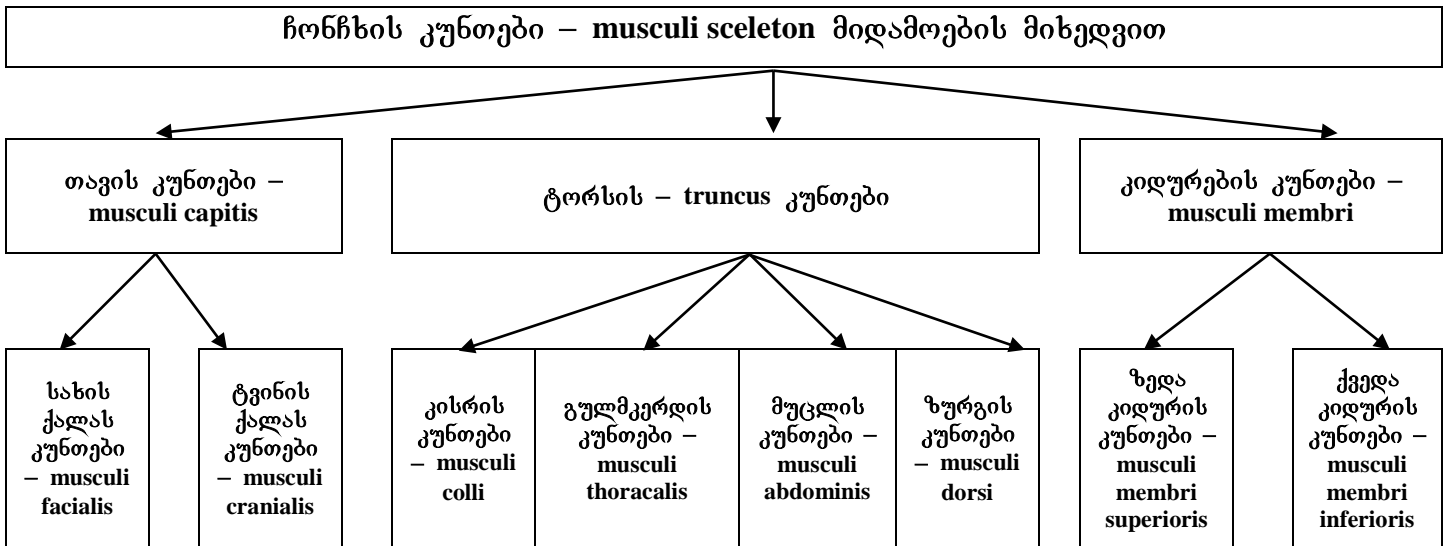 ჩონჩხის კუნთები – musculi sceleton მიდამოების მიხედვით
თავის კუნთები –
musculi capitis
ტორსის – truncus კუნთები
კიდურების კუნთები –
musculi membri
სახის
ქალას
კუნთები
– musculi
facialis
ტვინის
ქალას
კუნთები
– musculi
cranialis
კისრის
კუნთები
– musculi
colli
გულმკერდის
კუნთები –
musculi
thoracalis
მუცლის
კუნთები –
musculi
abdominis
ზურგის
კუნთები
– musculi
dorsi
ზედა
კიდურის
კუნთები –
musculi
membri
superioris
ქვედა
კიდურის
კუნთები –
musculi
membri
inferioris